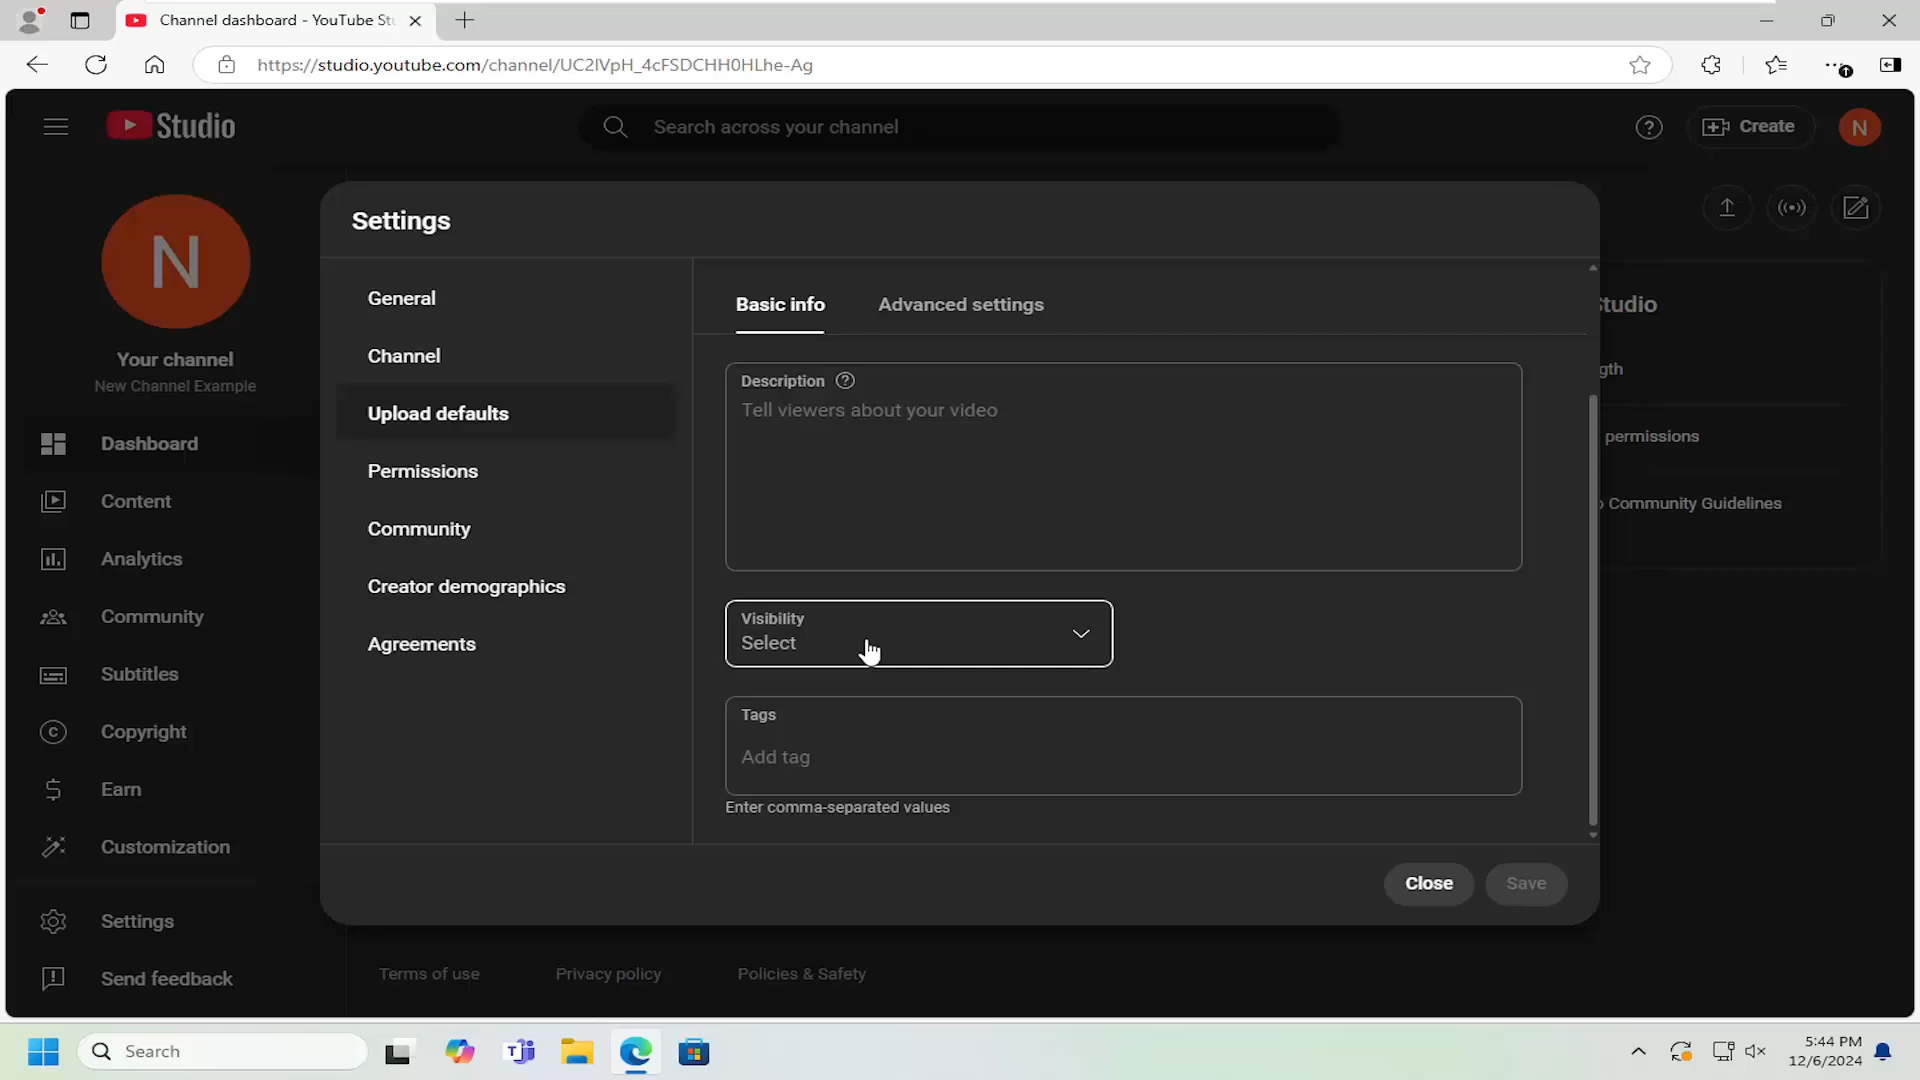 Channel dashboard - YouTube St
https://studio.youtube.com/channel/UC2IVpH_4cFSDCHH0HLhe-Ag
Studio
Search across your channel
Create
N
N
Your channel
New Channel Example
Dashboard
Content
Analytics
Community
Subtitles
Copyright
Earn
Customization
Settings
Send feedback
Settings
General
Channel
Upload defaults
Permissions
Community
Creator demographics
Agreements
Basic info
Advanced settings
Description
Tell viewers about your video
Visibility
Select
Tags
Add tag
Enter comma-separated values
Close
Save
Studio
gth
permissions
Community Guidelines
Terms of use
Privacy policy
Policies & Safety
Search
5:44 PM
12/6/2024